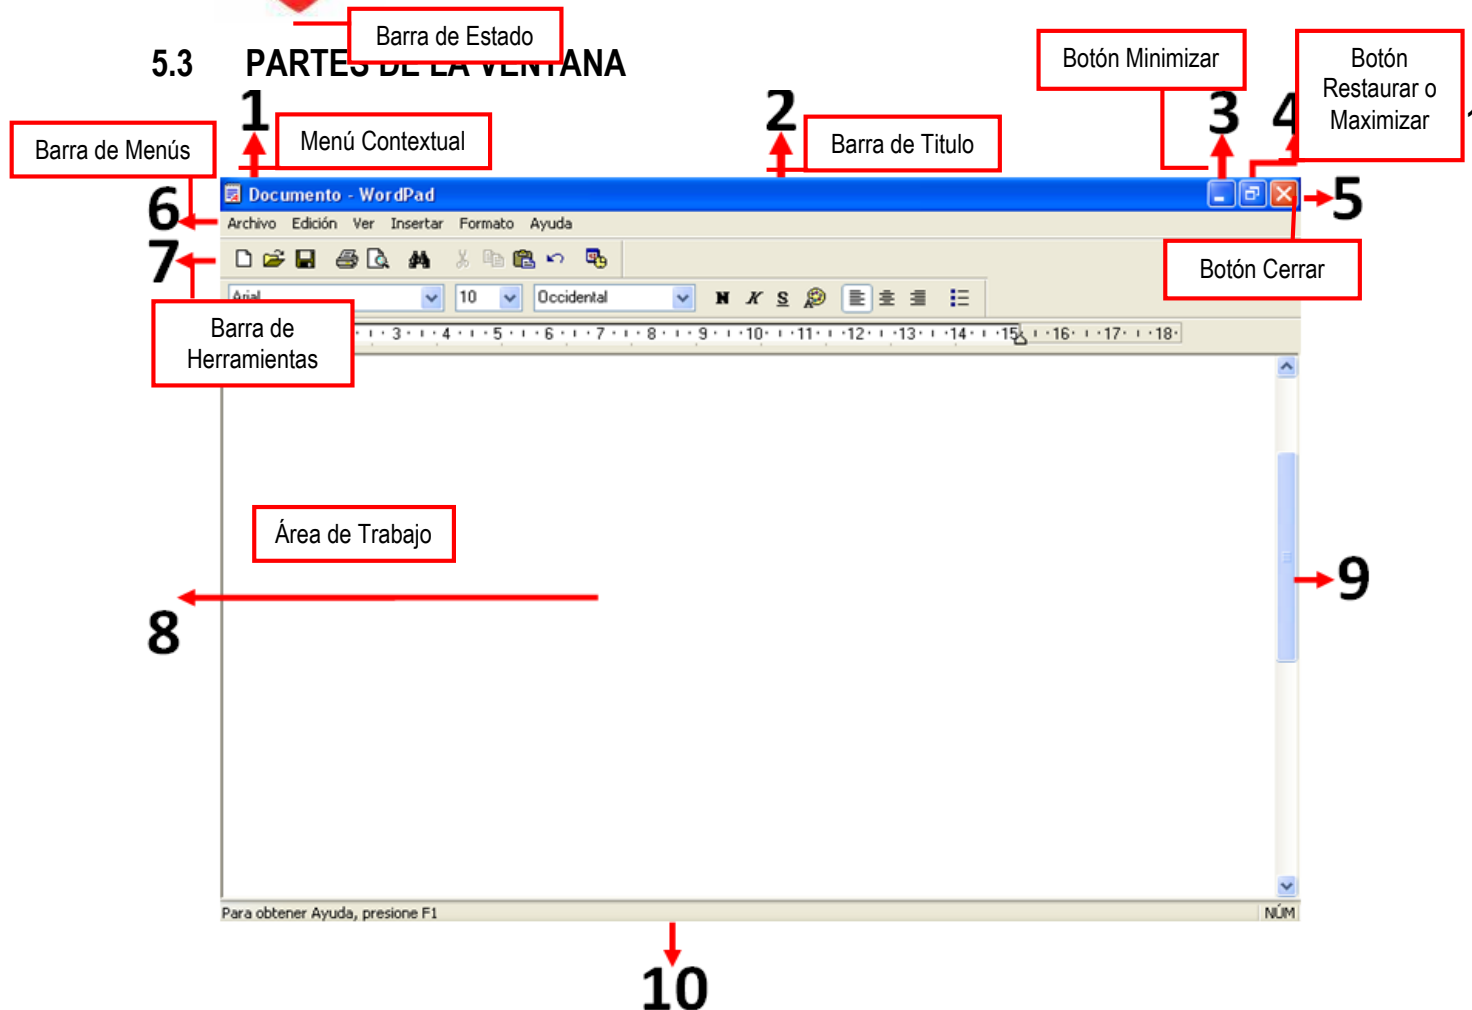 Barra de Estado
5.3 PARTES DE LA VENTANA
Botón Minimizar
Botón
Restaurar o
Maximizar
1
2
3
4
Barra de Menús
Menú Contextual
Barra de Titulo
Documento - WordPad
5
6
Archivo Edición Ver Insertar Formato Ayuda
7
Botón Cerrar
Arial 10 Occidental N K S
Barra de
Herramientas
3 4 5 6 7 8 9 10 11 12 13 14 15 16 17 18
Área de Trabajo
8
9
Para obtener Ayuda, presione F1 NÚM
10